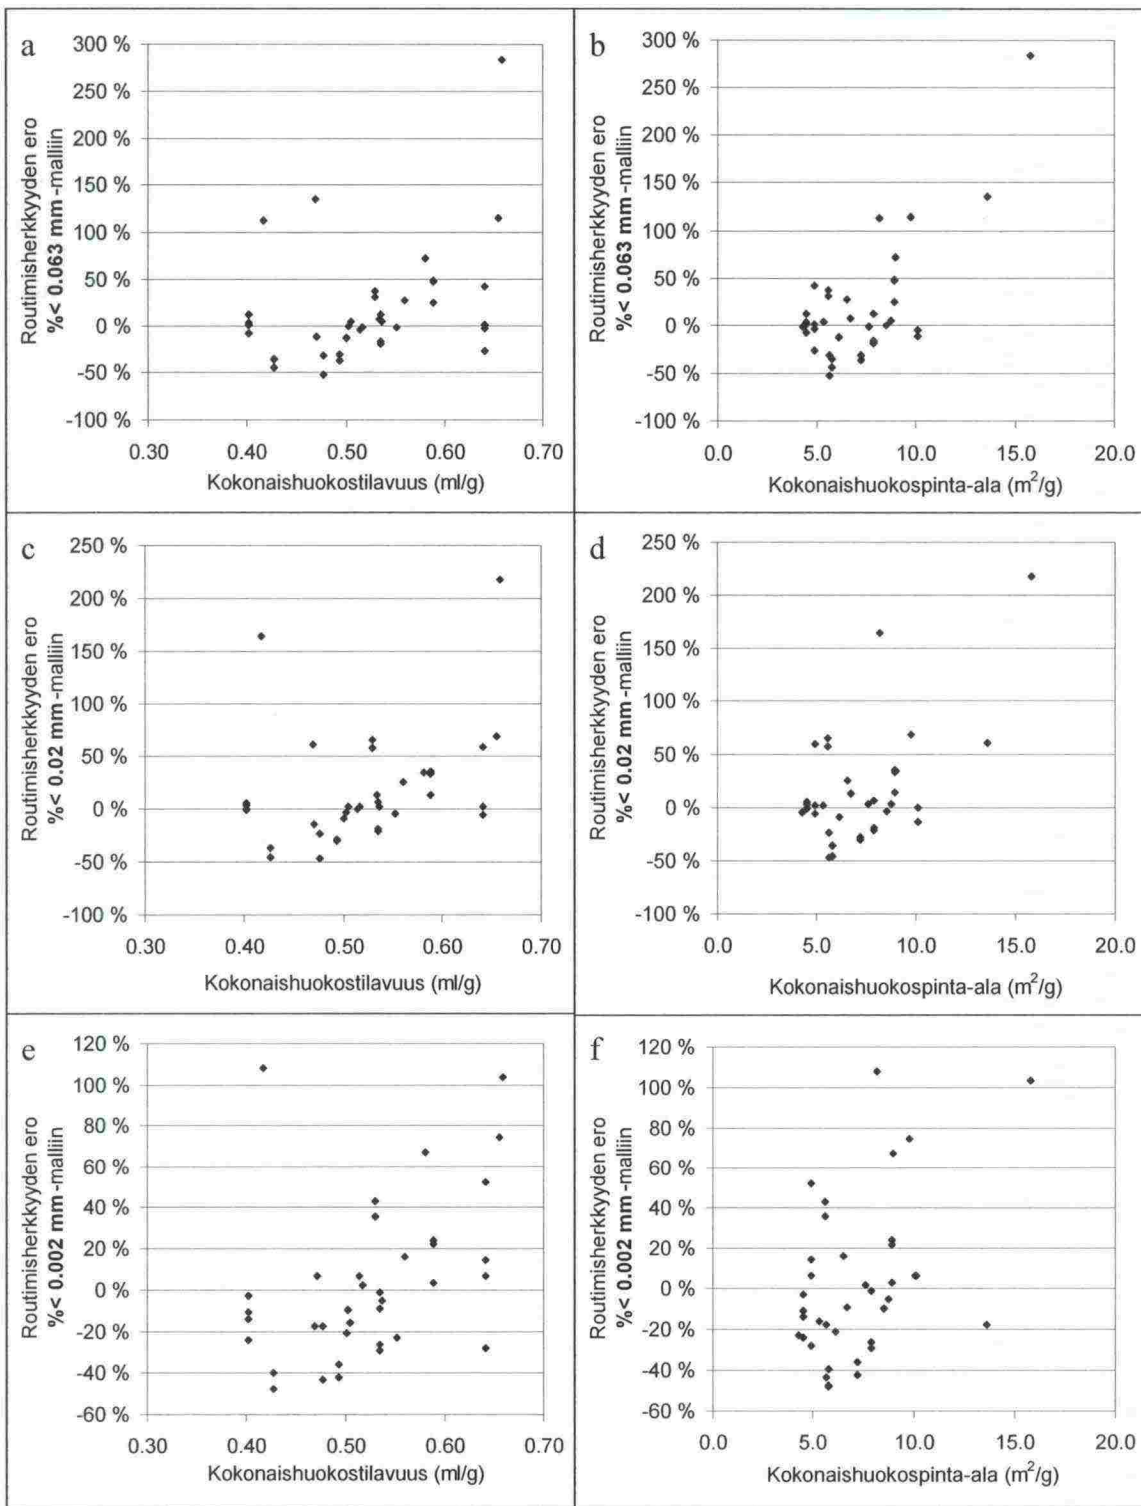 a
300 %
250 %
200 %
150 %
100 %
50 %
0 %
-50 %
-100 %
0.30 0.40 0.50 0.60 0.70
Kokonaishuokostilavuus (ml/g)
Routimisherkkyyden ero
%< 0.063 mm -malliin
b
300 %
250 %
200 %
150 %
100 %
50 %
0 %
-50 %
-100 %
0.0 5.0 10.0 15.0 20.0
Kokonaishuokospinta-ala (m²/g)
Routimisherkkyyden ero
%< 0.063 mm -malliin
c
250 %
200 %
150 %
100 %
50 %
0 %
-50 %
-100 %
0.30 0.40 0.50 0.60 0.70
Kokonaishuokostilavuus (ml/g)
Routimisherkkyyden ero
%< 0.02 mm -malliin
d
250 %
200 %
150 %
100 %
50 %
0 %
-50 %
-100 %
0.0 5.0 10.0 15.0 20.0
Kokonaishuokospinta-ala (m²/g)
Routimisherkkyyden ero
%< 0.02 mm -malliin
e
120 %
100 %
80 %
60 %
40 %
20 %
0 %
-20 %
-40 %
-60 %
0.30 0.40 0.50 0.60 0.70
Kokonaishuokostilavuus (ml/g)
Routimisherkkyyden ero
%< 0.002 mm -malliin
f
120 %
100 %
80 %
60 %
40 %
20 %
0 %
-20 %
-40 %
-60 %
0.0 5.0 10.0 15.0 20.0
Kokonaishuokospinta-ala (m²/g)
Routimisherkkyyden ero
%< 0.002 mm -malliin